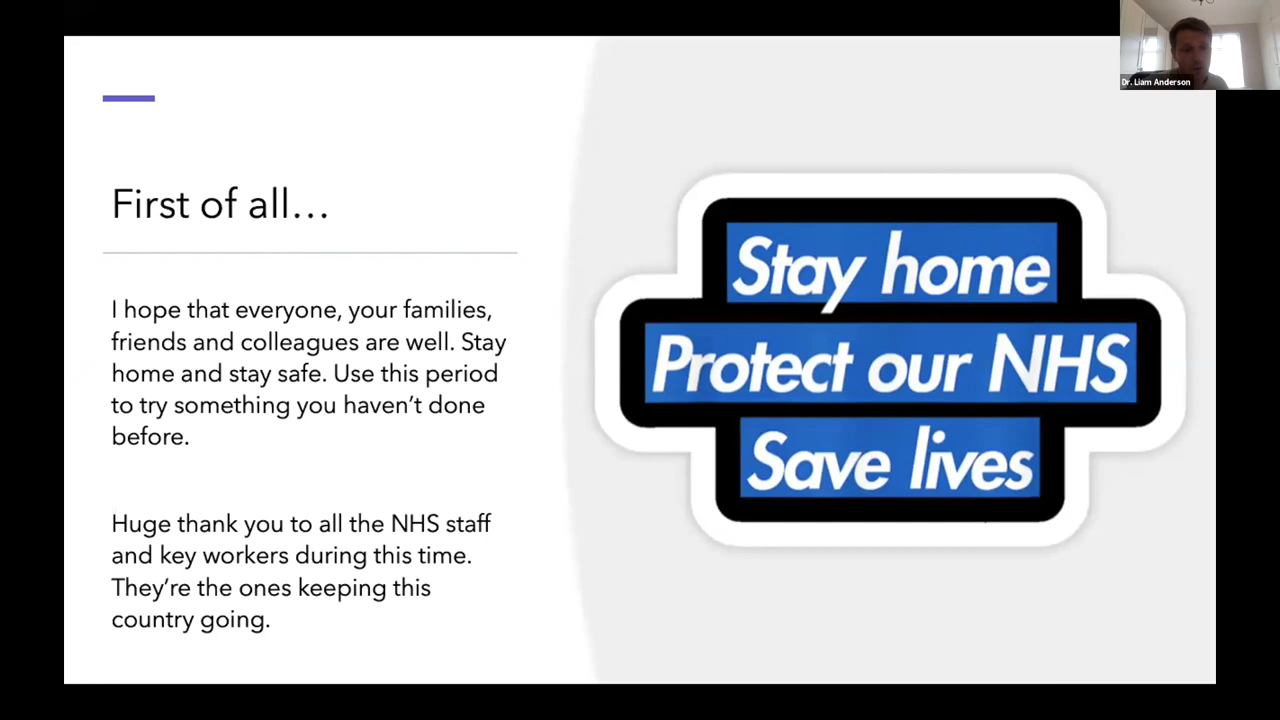 Dr. Liam Anderson
First of all...
I hope that everyone, your families,
friends and colleagues are well. Stay
home and stay safe. Use this period
to try something you haven't done
before.
Huge thank you to all the NHS staff
and key workers during this time.
They're the ones keeping this
country going.
Stay home
Protect our NHS
Save lives